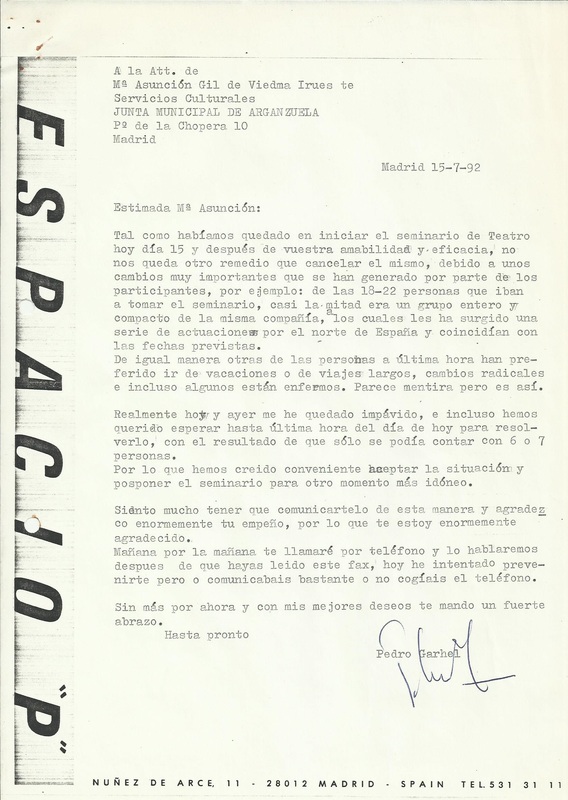 A la Att. de
Mª Asunción Gil de Viedma Irues te
Servicios Culturales
JUNTA MUNICIPAL DE ARGANZUELA
Pº de la Chopera 10
Madrid
Madrid 15-7-92
Estimada Mª Asunción:
Tal como habíamos quedado en iniciar el seminario de Teatro
hoy día 15 y después de vuestra amabilidad y eficacia, no
nos queda otro remedio que cancelar el mismo, debido a unos
cambios muy importantes que se han generado por parte de los
participantes, por ejemplo: de las 18-22 personas que iban
a tomar el seminario, casi la mitad era un grupo entero y
compacto de la misma compañía, a los cuales les ha surgido una
serie de actuaciones por el norte de España y coincidían con
las fechas previstas.
De igual manera otras de las personas a última hora han pre-
ferido ir de vacaciones o de viajes largos, cambios radicales
e incluso algunos están enfermos. Parece mentira pero es así.
Realmente hoy y ayer me he quedado impávido, e incluso hemos
querido esperar hasta última hora del día de hoy para resol-
verlo, con el resultado de que sólo se podía contar con 6 o 7
personas.
Por lo que hemos creido conveniente aceptar la situación y
posponer el seminario para otro momento más idóneo.
Siento mucho tener que comunicartelo de esta manera y agradez
co enormemente tu empeño, por lo que te estoy enormemente
agradecido.
Mañana por la mañana te llamaré por teléfono y lo hablaremos
despues de que hayas leido este fax, hoy he intentado preve-
nirte pero o comunicabais bastante o no cogíais el teléfono.
Sin más por ahora y con mis mejores deseos te mando un fuerte
abrazo.
Hasta pronto
Pedro Garhel
ESPACIO "P"
NUÑEZ DE ARCE, 11 - 28012 MADRID - SPAIN TEL. 531 31 11